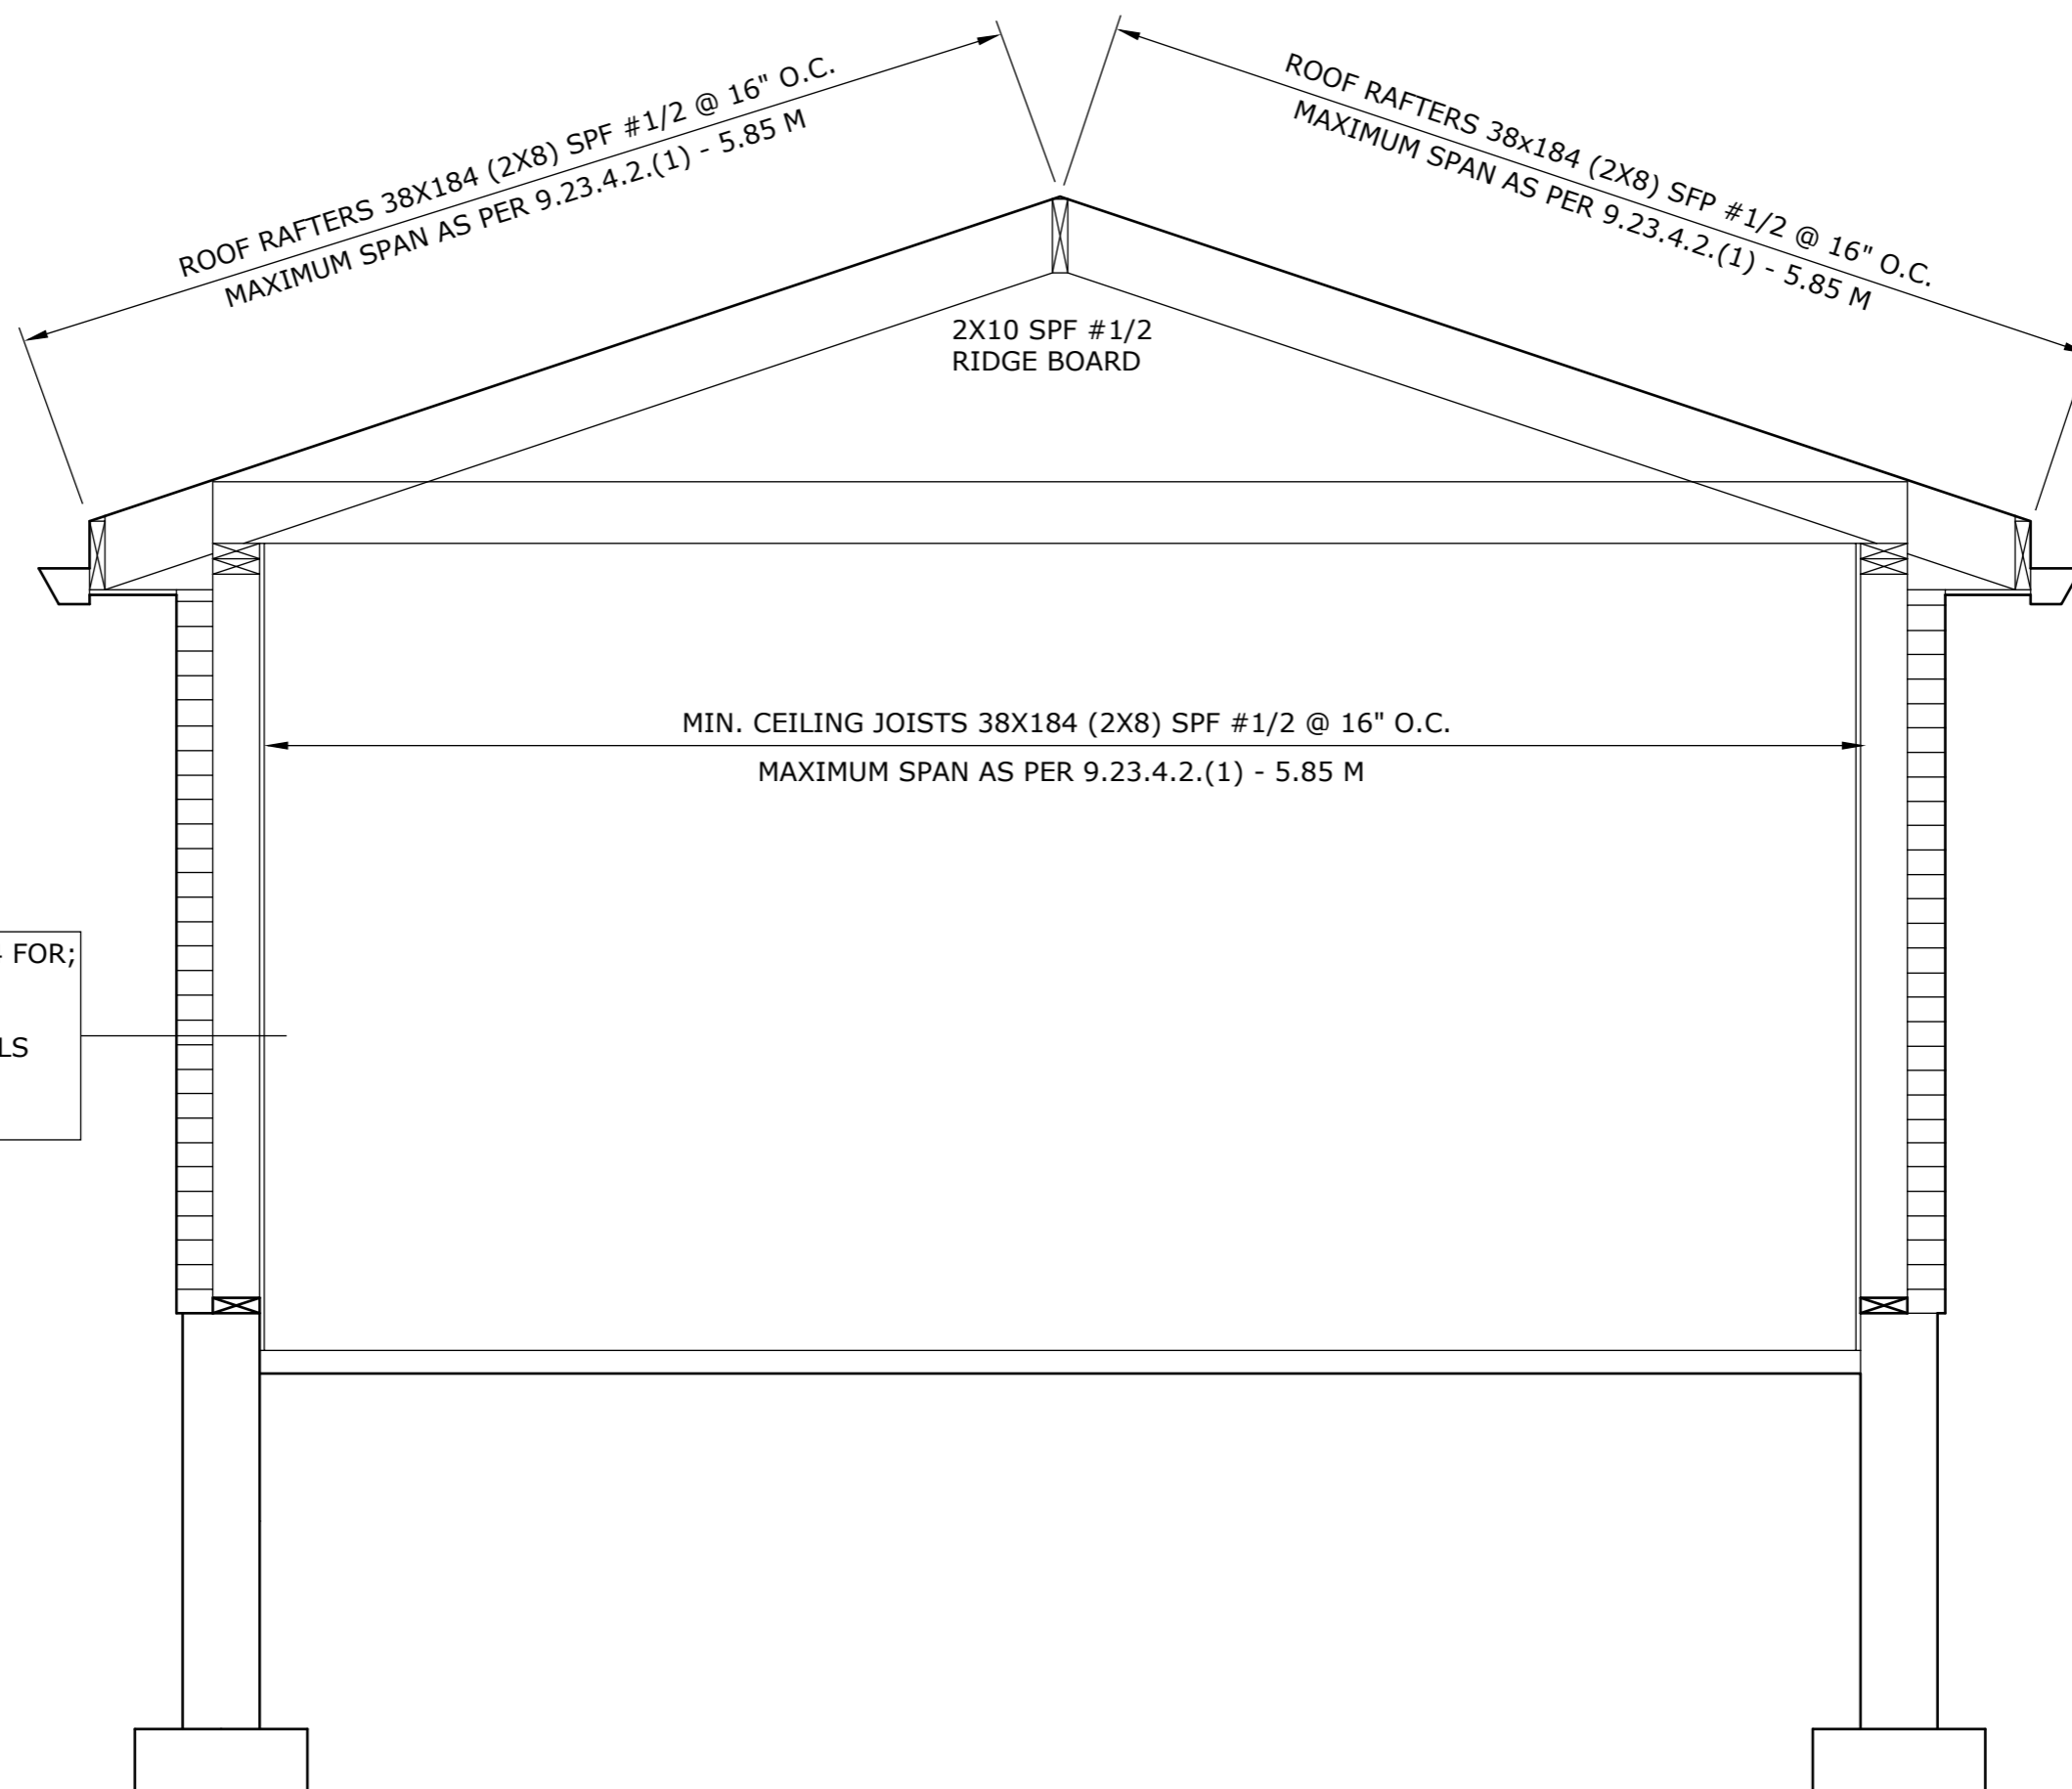 ROOF RAFTERS 38X184 (2X8) SPF #1/2 @ 16" O.C.
MAXIMUM SPAN AS PER 9.23.4.2.(1) - 5.85 M
ROOF RAFTERS 38x184 (2X8) SFP #1/2 @ 16" O.C.
MAXIMUM SPAN AS PER 9.23.4.2.(1) - 5.85 M
2X10 SPF #1/2
RIDGE BOARD
MIN. CEILING JOISTS 38X184 (2X8) SPF #1/2 @ 16" O.C.
MAXIMUM SPAN AS PER 9.23.4.2.(1) - 5.85 M
FOR;
LS